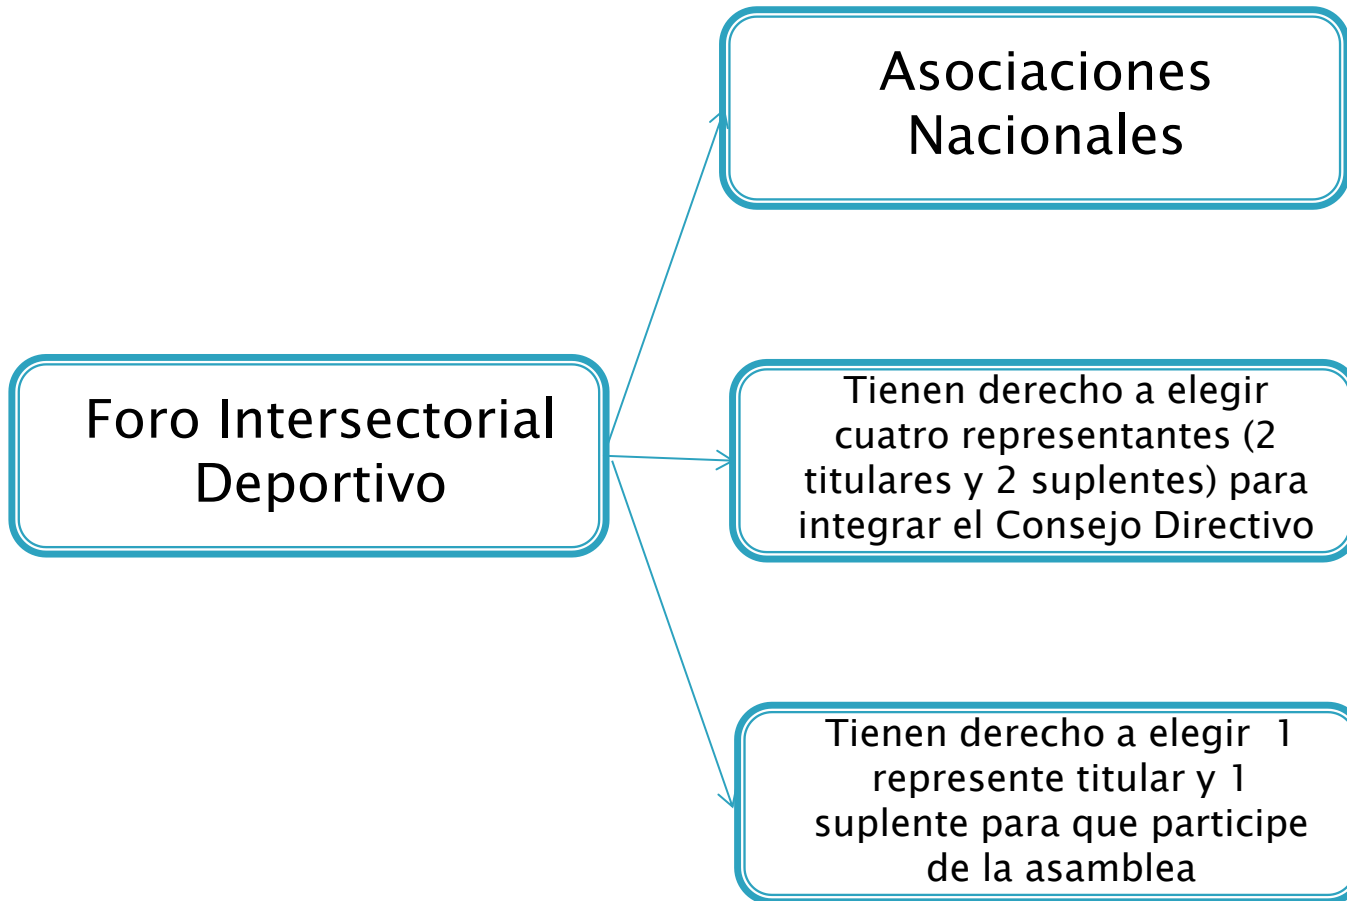 Asociaciones
Nacionales
Foro Intersectorial
Deportivo
Tienen derecho a elegir
cuatro representantes (2
titulares y 2 suplentes) para
integrar el Consejo Directivo
Tienen derecho a elegir  1
represente titular y 1
suplente para que participe
de la asamblea